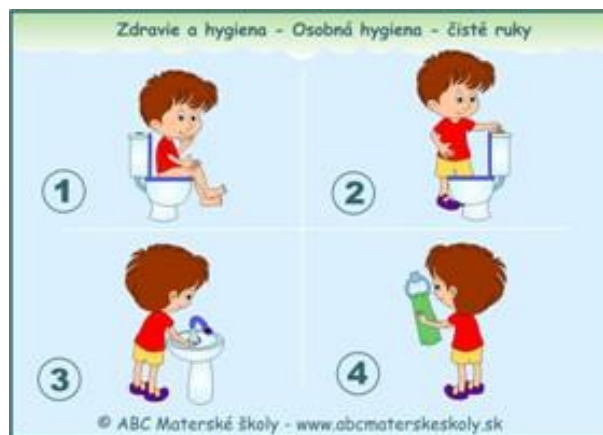 Zdravie a hygiena - Osobná hygiena - čisté ruky
1
2
3
4
© ABC Materské školy - www.abcmaterskeskoly.sk